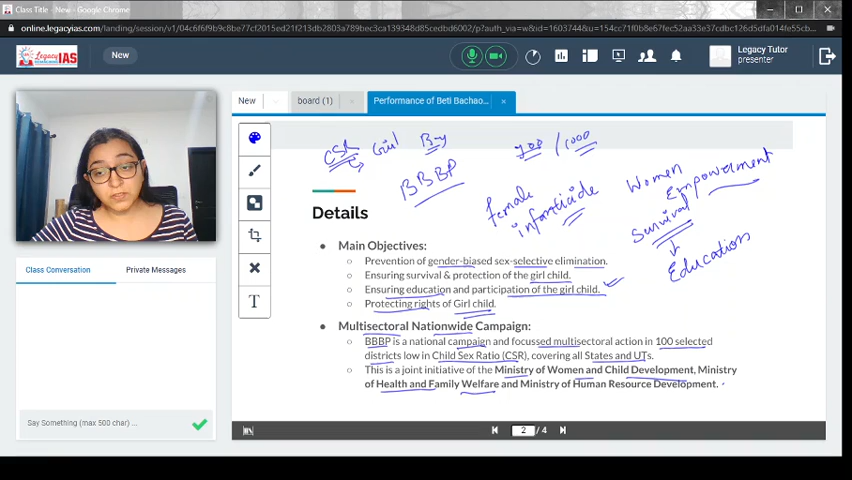 Class Title - Google Chrome
online.legacyias.com/landing/session/v1/
New
Legacy Tutor
presenter
Legacy IAS
New
board (1)
Performance of Beti Bachao...
CSR Girl Boy
900 / 1000
BBBP
female
infanticide
Women
Empowerment
Survival
Education
Details
Main Objectives:
Prevention of gender-biased sex-selective elimination.
Ensuring survival & protection of the girl child.
Ensuring education and participation of the girl child.
Protecting rights of Girl child.
Multisectoral Nationwide Campaign:
BBBP is a national campaign and focussed multisectoral action in 100 selected
districts low in Child Sex Ratio (CSR), covering all States and UTs.
This is a joint initiative of the Ministry of Women and Child Development, Ministry
of Health and Family Welfare and Ministry of Human Resource Development.
Class Conversation
Private Messages
T
Say Something (max 500 char) ...
2 / 4